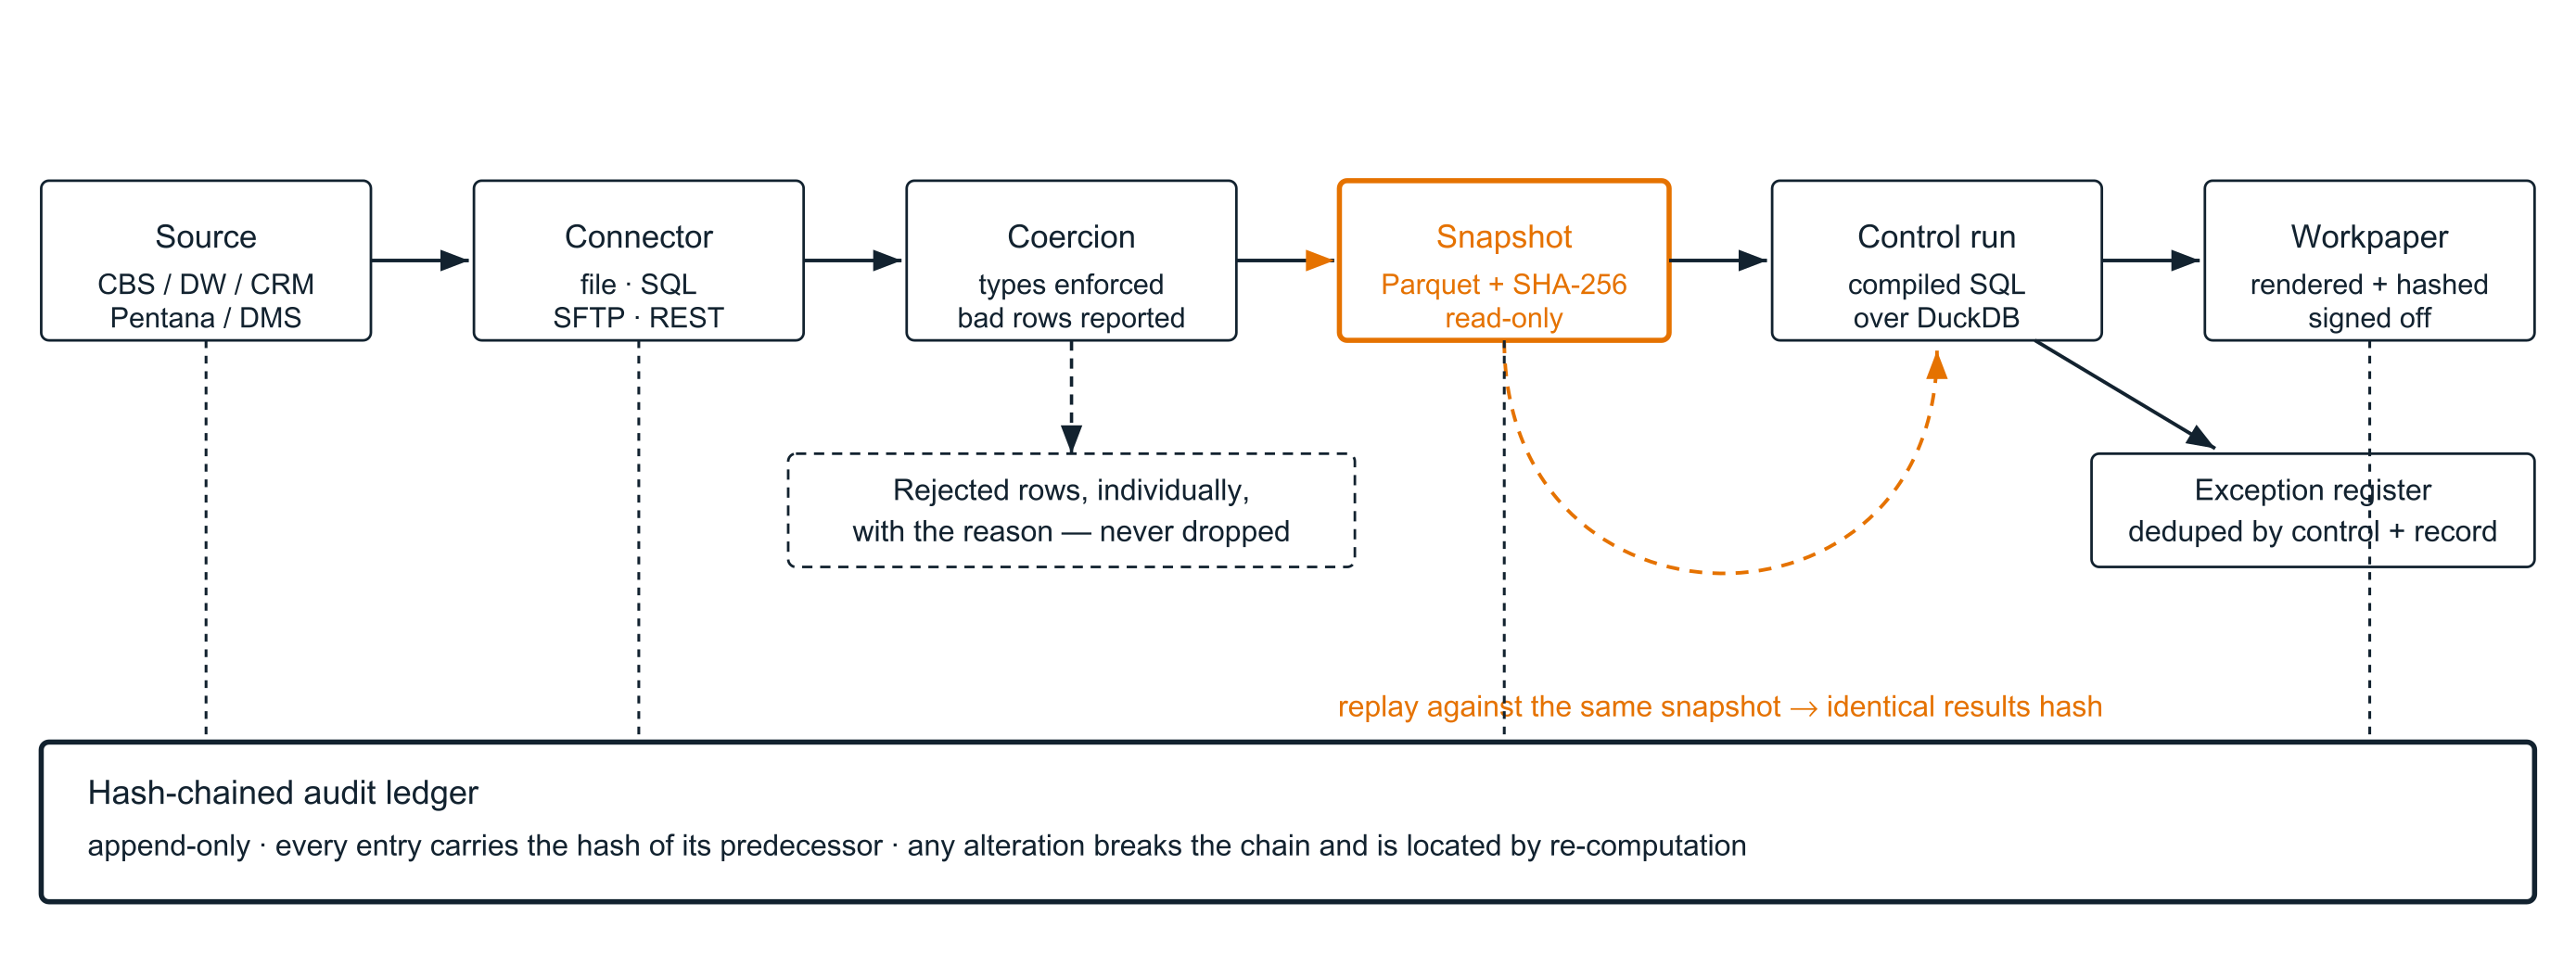 Source
CBS / DW / CRM
Pentana / DMS
Connector
file · SQL
SFTP · REST
Coercion
types enforced
bad rows reported
Snapshot
Parquet + SHA-256
read-only
Control run
compiled SQL
over DuckDB
Workpaper
rendered + hashed
signed off
Rejected rows, individually,
with the reason — never dropped
Exception register
deduped by control + record
replay against the same snapshot → identical results hash
Hash-chained audit ledger
append-only · every entry carries the hash of its predecessor · any alteration breaks the chain and is located by re-computation